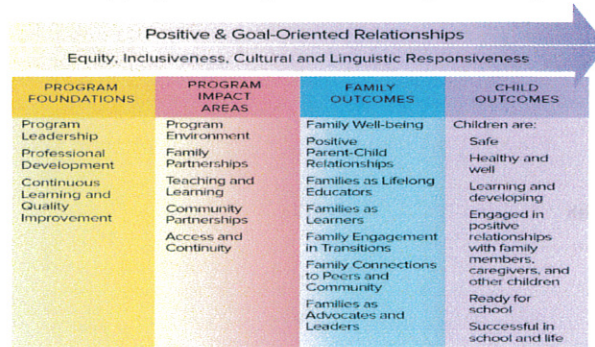 Positive & Goal-Oriented Relationships
Equity, Inclusiveness, Cultural and Linguistic Responsiveness
PROGRAM
FOUNDATIONS
Program
Leadership
Professional
Development
Continuous
Learning and
Quality
Improvement
PROGRAM
IMPACT
AREAS
Program
Environment
Family
Partnerships
Teaching and
Learning
Community
Partnerships
Access and
Continuity
FAMILY
OUTCOMES
Family Well-being
Positive
Parent-Child
Relationships
Families as Lifelong
Educators
Families as
Learners
Family Engagement
in Transitions
Family Connections
to Peers and
Community
Families as
Advocates and
Leaders
CHILD
OUTCOMES
Children are:
Safe
Healthy and
well
Learning and
developing
Engaged in
positive
relationships
with family
members,
caregivers, and
other children
Ready for
school
Successful in
school and life